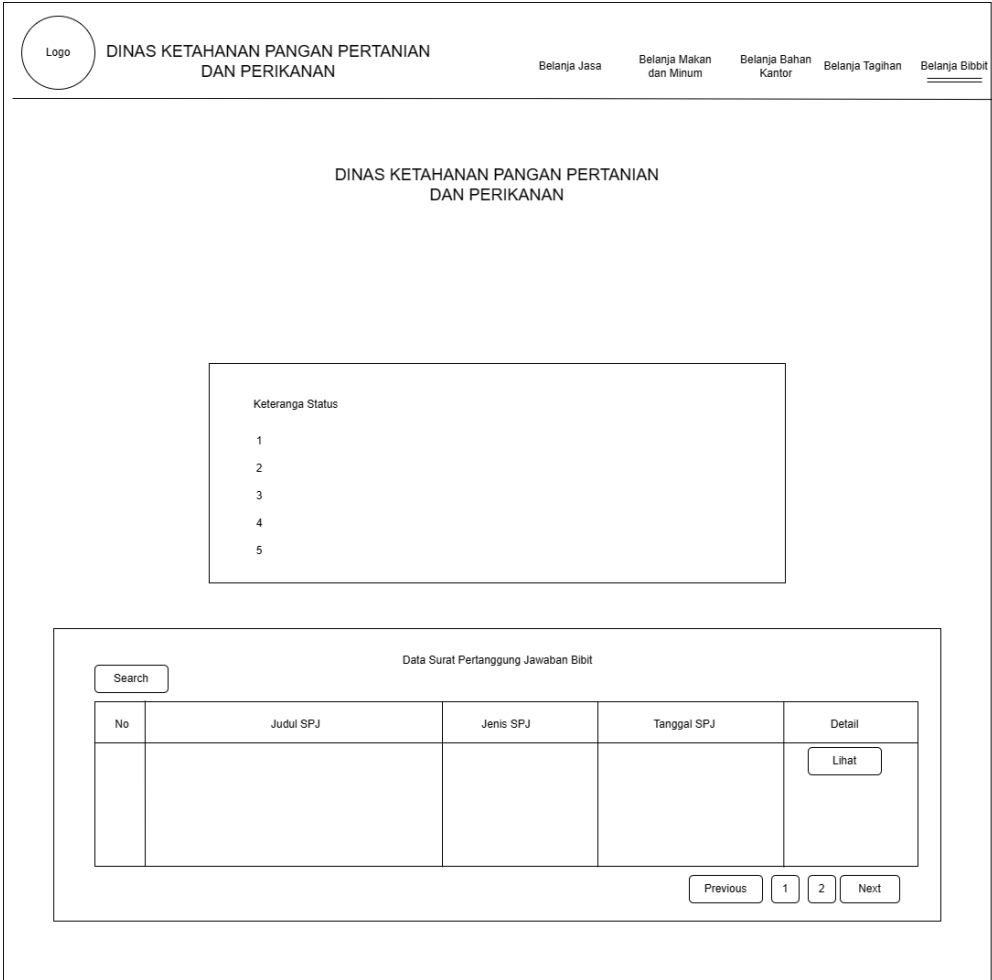 Logo
DINAS KETAHANAN PANGAN PERTANIAN
DAN PERIKANAN
Belanja Jasa
Belanja Makan
dan Minum
Belanja Bahan
Kantor
Belanja Tagihan
Belanja Bibbit
DINAS KETAHANAN PANGAN PERTANIAN
DAN PERIKANAN
Keteranga Status
1
2
3
4
5
Data Surat Pertanggung Jawaban Bibit
Search
No
Judul SPJ
Jenis SPJ
Tanggal SPJ
Detail
Lihat
Previous
1
2
Next